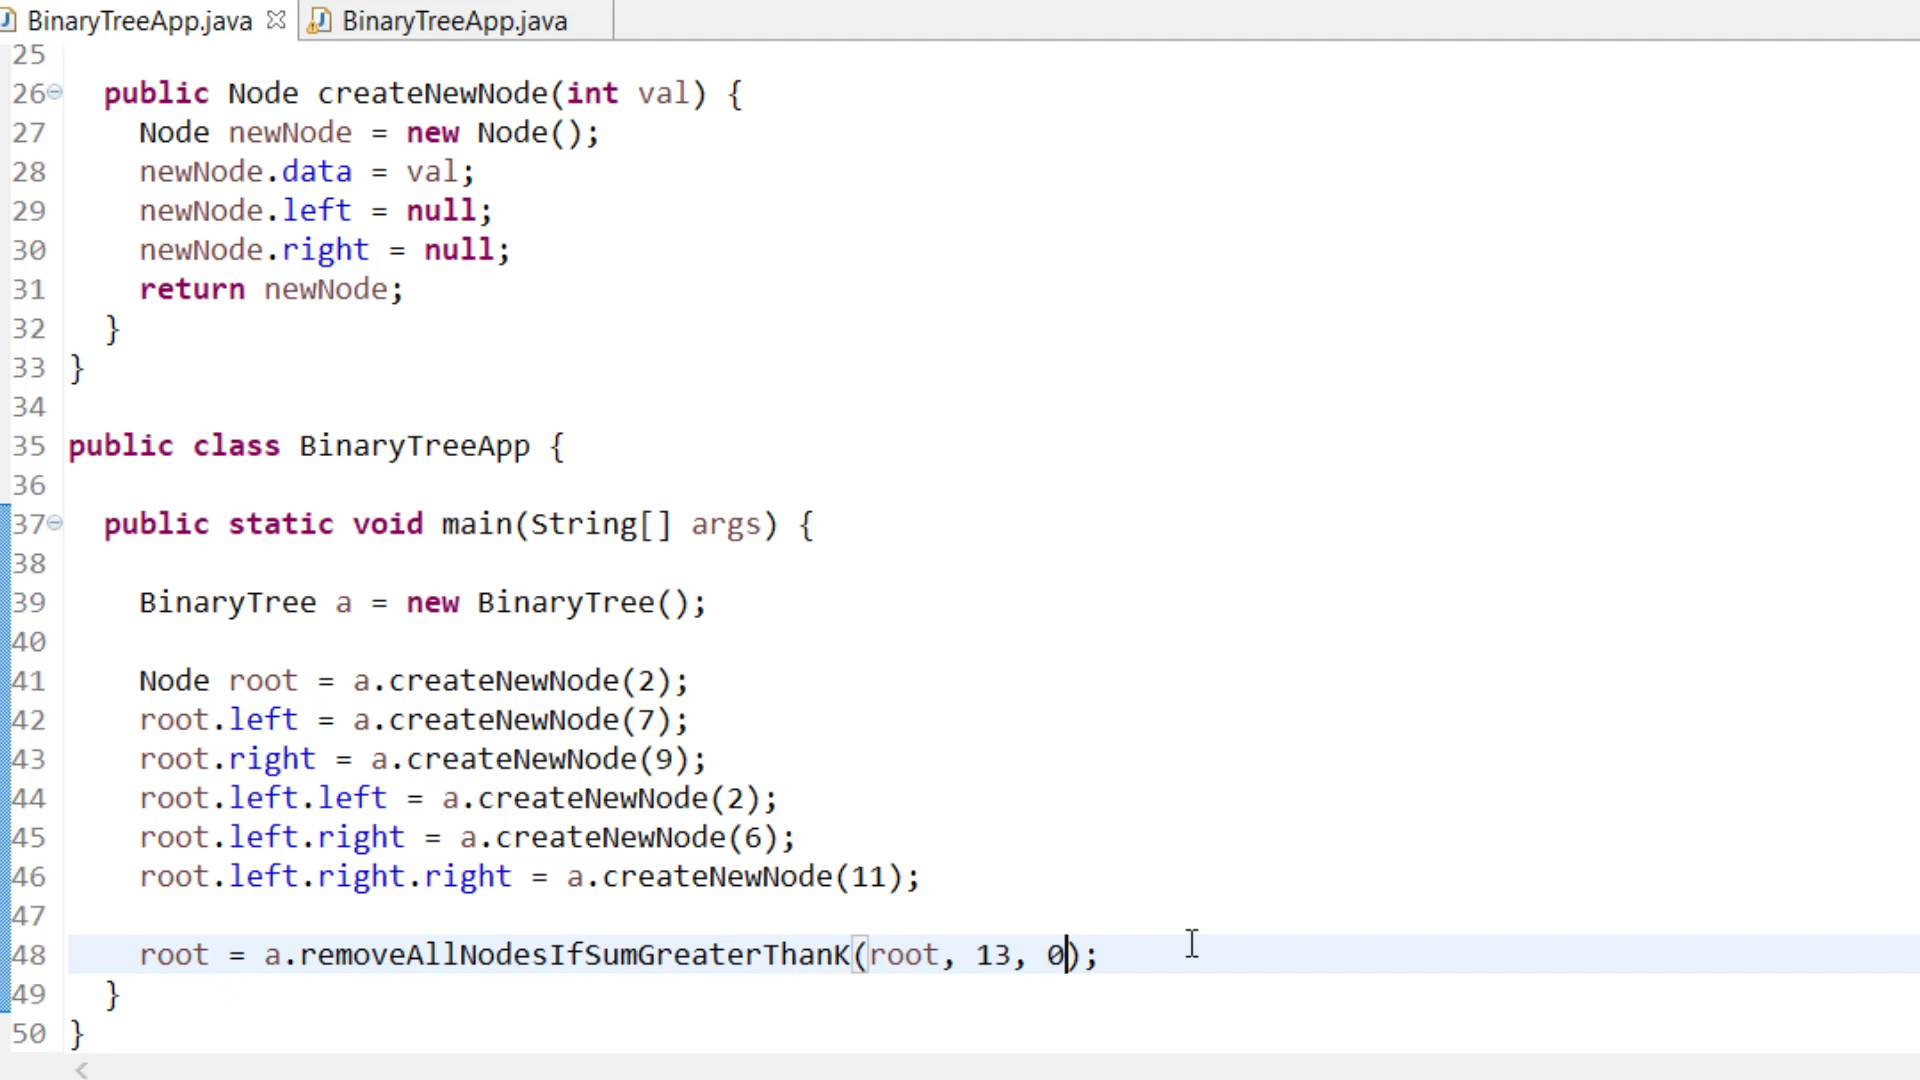 BinaryTreeApp.java BinaryTreeApp.java
25
26 public Node createNewNode(int val) {
27 Node newNode = new Node();
28 newNode.data = val;
29 newNode.left = null;
30 newNode.right = null;
31 return newNode;
32 }
33 }
34
35 public class BinaryTreeApp {
36
37 public static void main(String[] args) {
38
39 BinaryTree a = new BinaryTree();
40
41 Node root = a.createNewNode(2);
42 root.left = a.createNewNode(7);
43 root.right = a.createNewNode(9);
44 root.left.left = a.createNewNode(2);
45 root.left.right = a.createNewNode(6);
46 root.left.right.right = a.createNewNode(11);
47
48 root = a.removeAllNodesIfSumGreaterThanK(root, 13, 0);
49 }
50 }